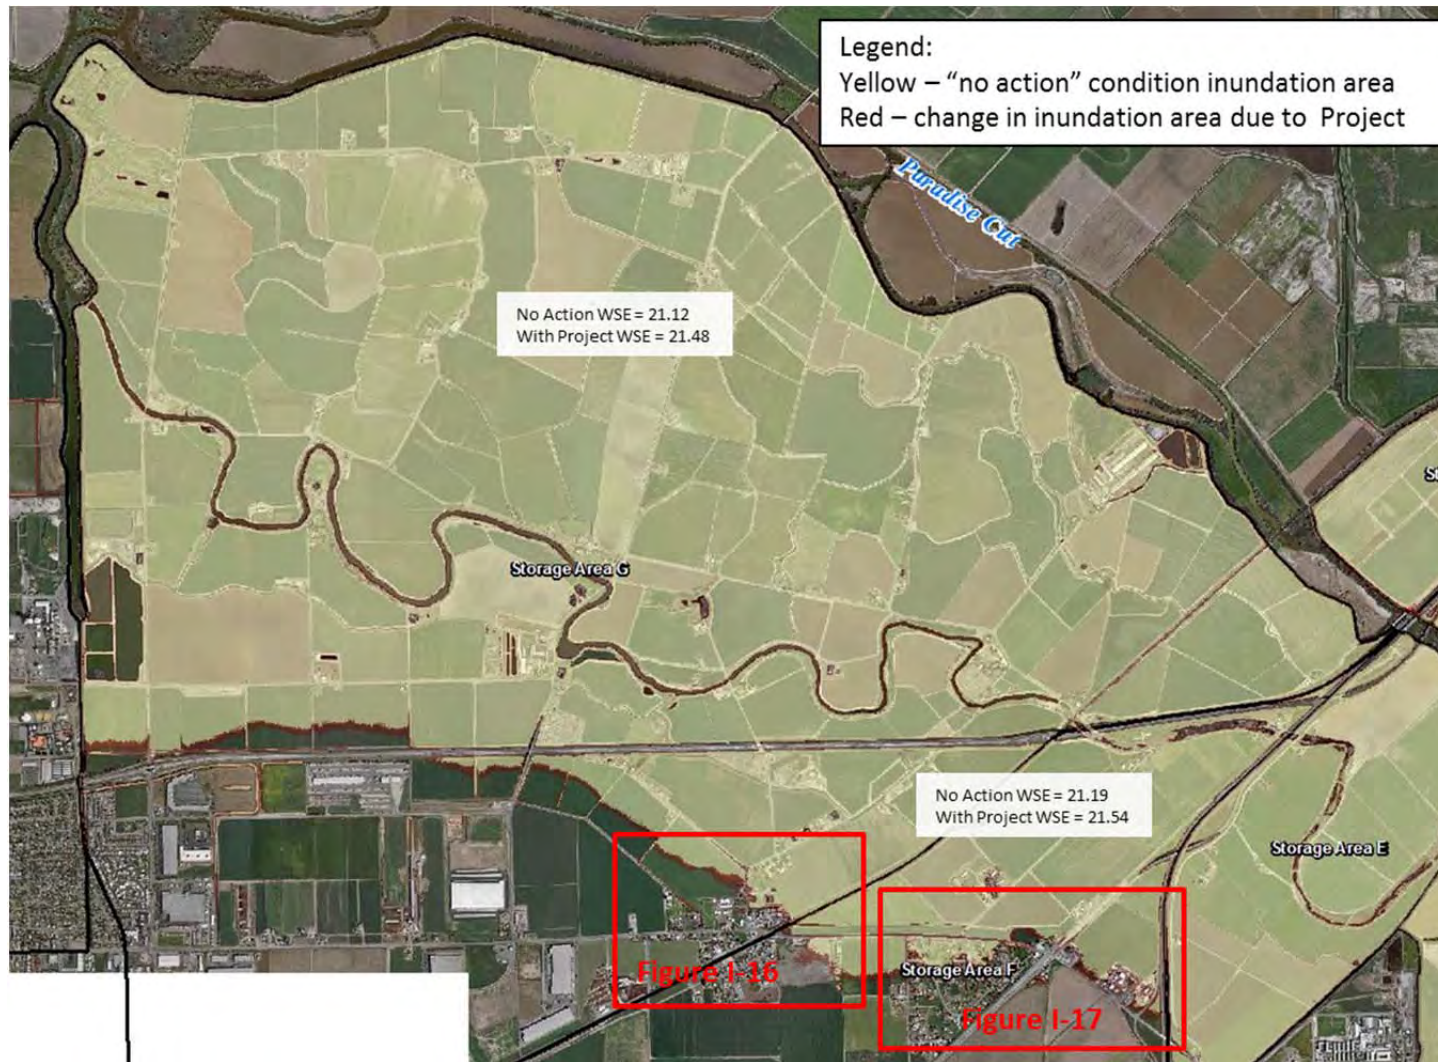 Legend:
Yellow – “no action” condition inundation area
Red – change in inundation area due to  Project
Paradise Cut
No Action WSE = 21.12
With Project WSE = 21.48
St
Storage Area G
No Action WSE = 21.19
With Project WSE = 21.54
Storage Area E
Figure I-16
Storage Area F
Figure I-17